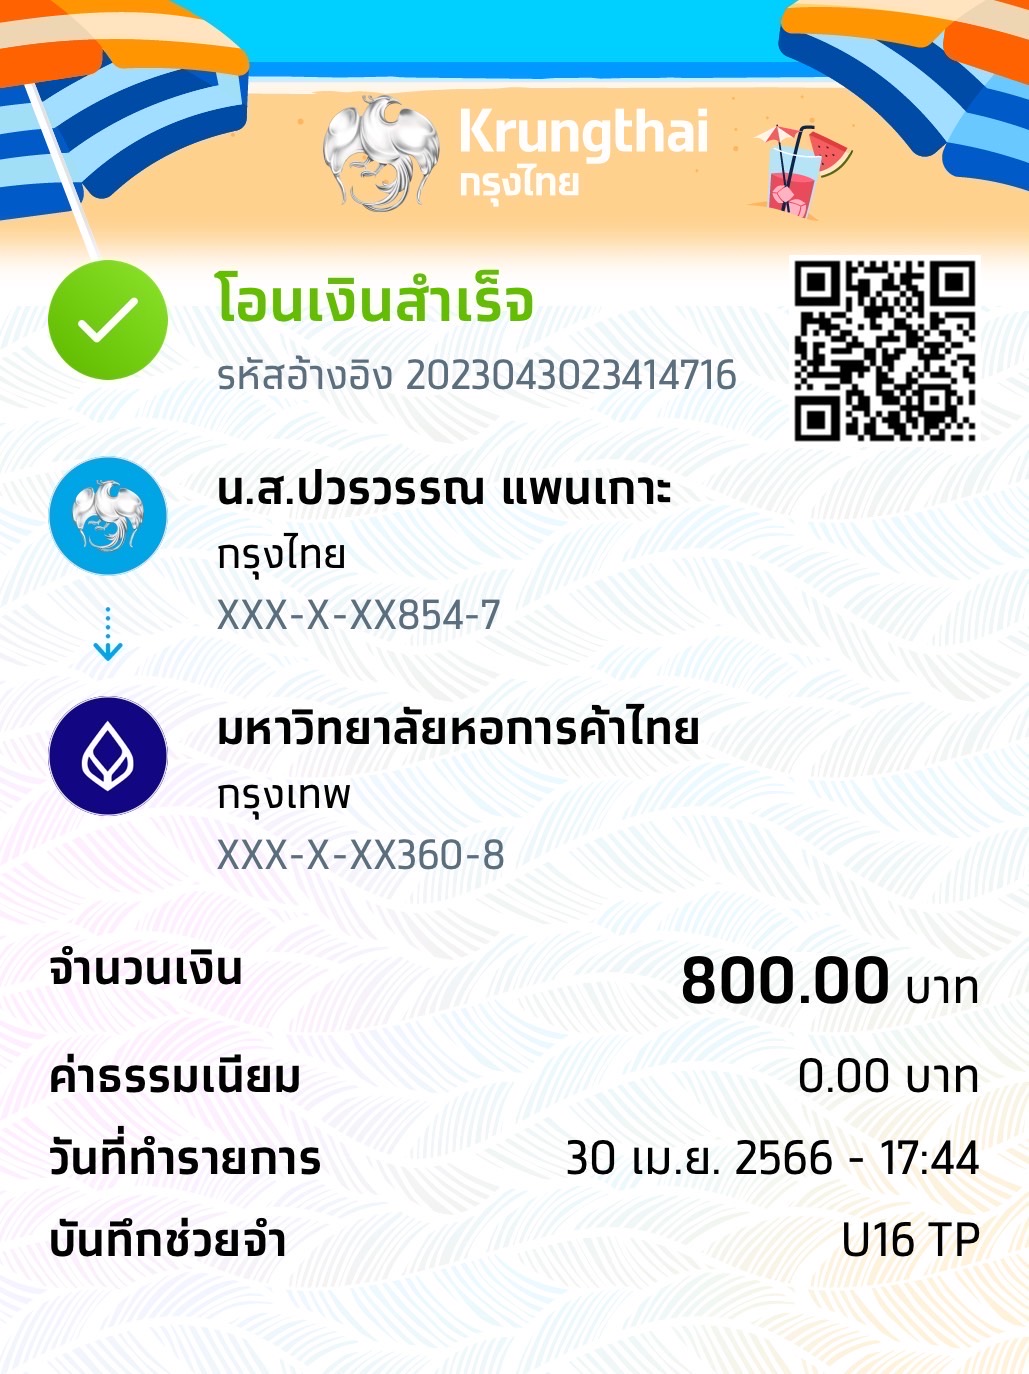 Krungthai
กรุงไทย
โอนเงินสำเร็จ
รหัสอ้างอิง 2023043023414716
น.ส.ปวรวรรณ แพนเกาะ
กรุงไทย
XXX-X-XX854-7
มหาวิทยาลัยหอการค้าไทย
กรุงเทพ
XXX-X-XX360-8
จำนวนเงิน 800.00 บาท
ค่าธรรมเนียม 0.00 บาท
วันที่ทำรายการ 30 เม.ย. 2566 - 17:44
บันทึกช่วยจำ U16 TP